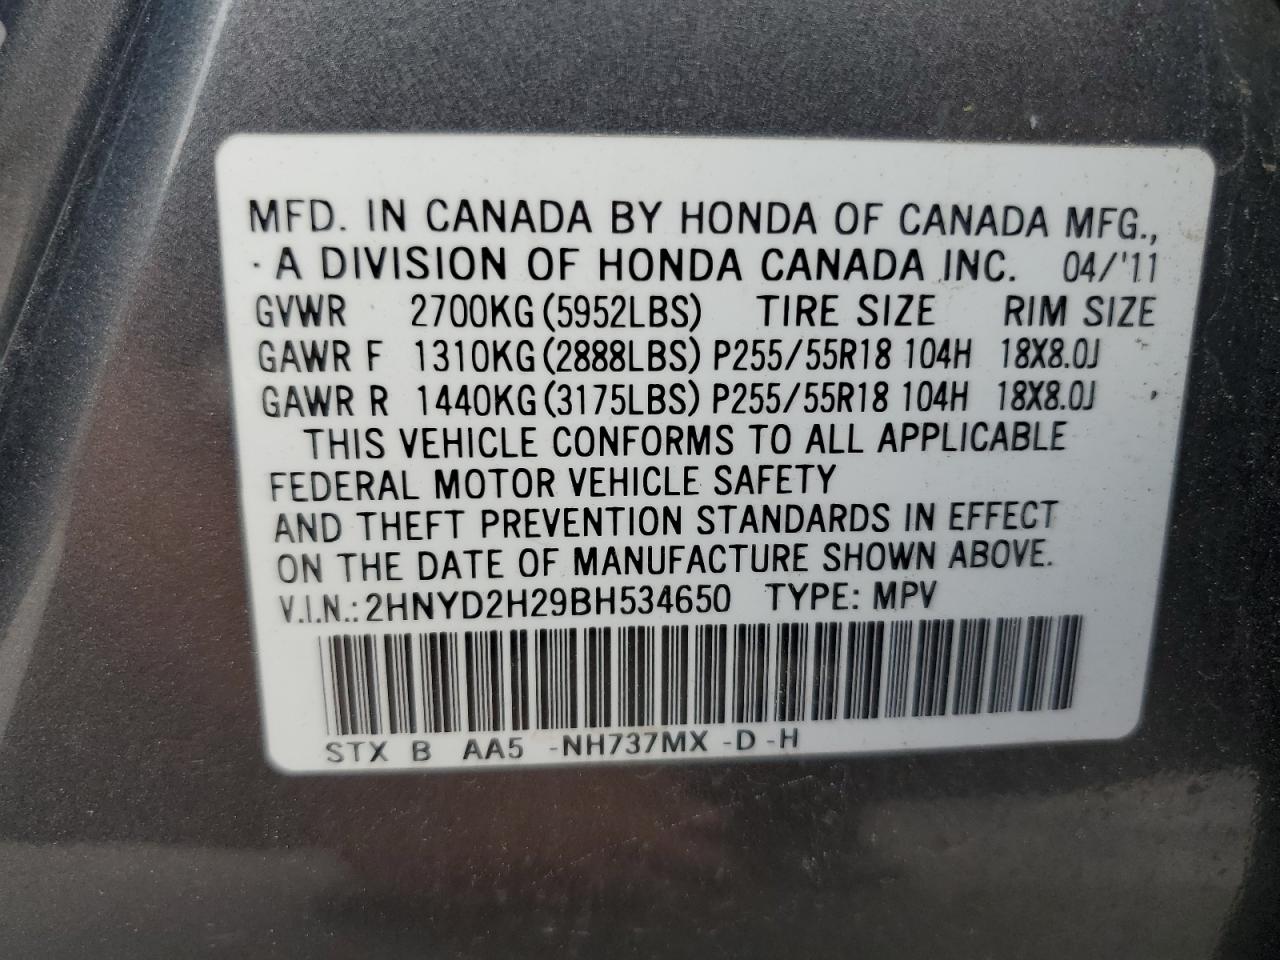 MFD. IN CANADA BY HONDA OF CANADA MFG.,
· A DIVISION OF HONDA CANADA INC. 04/'11
GVWR 2700KG (5952LBS) TIRE SIZE RIM SIZE
GAWR F 1310KG (2888LBS) P255/55R18 104H 18X8.0J
GAWR R 1440KG (3175LBS) P255/55R18 104H 18X8.0J
THIS VEHICLE CONFORMS TO ALL APPLICABLE
FEDERAL MOTOR VEHICLE SAFETY
AND THEFT PREVENTION STANDARDS IN EFFECT
ON THE DATE OF MANUFACTURE SHOWN ABOVE.
V.I.N.: 2HNYD2H29BH534650 TYPE: MPV
STX B AA5 -NH737MX -D -H